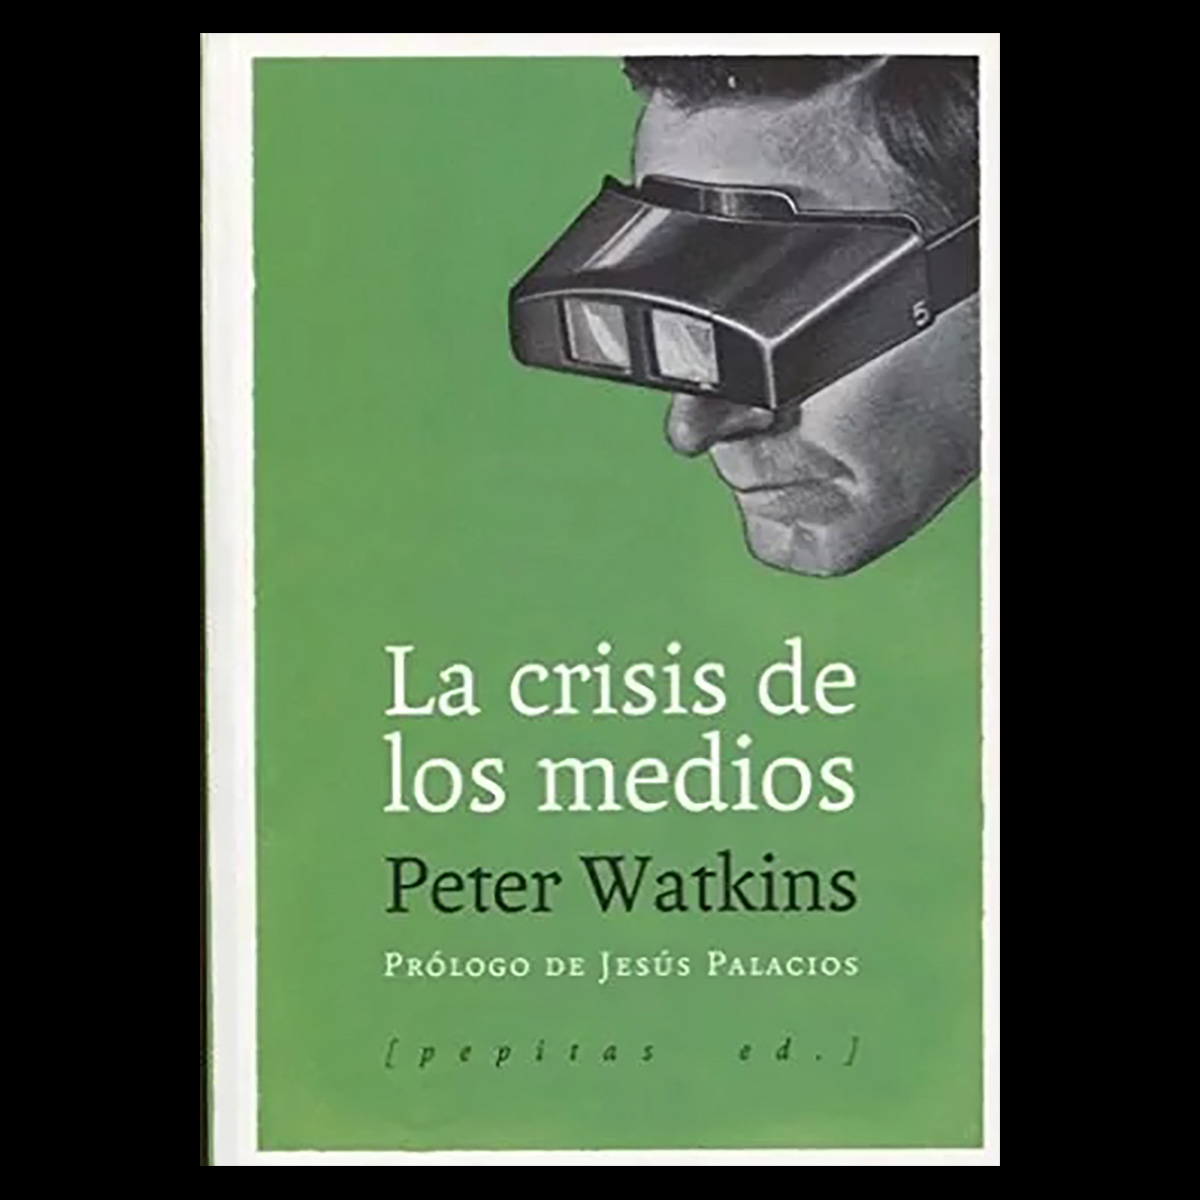 5
La crisis de
los medios
Peter Watkins
Prólogo de Jesús Palacios
[pepitas ed.]